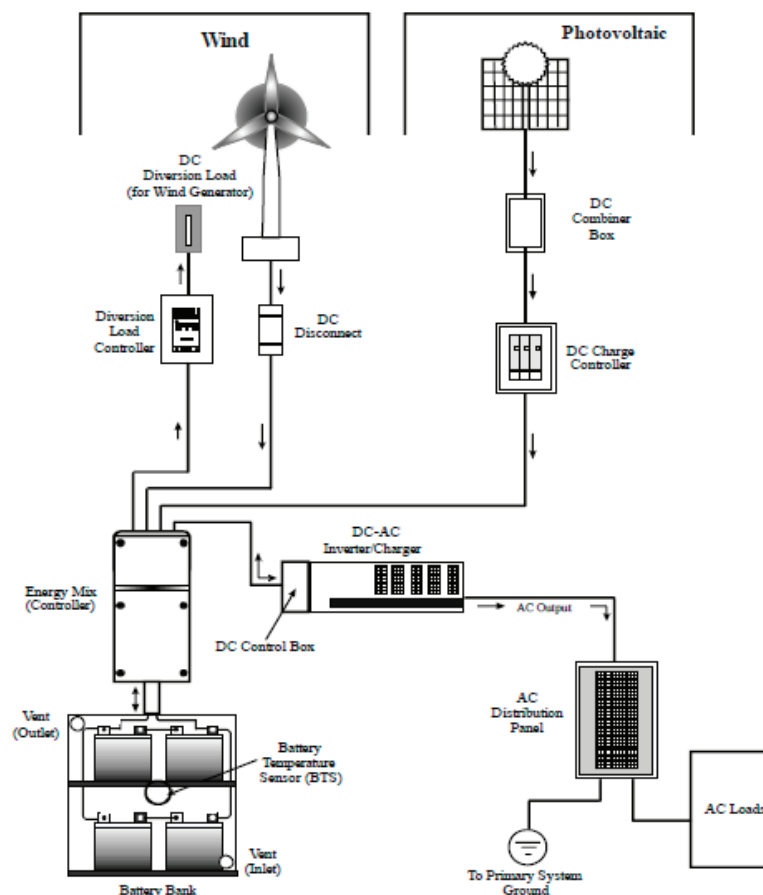 Wind
Photovoltaic
DC
Diversion Load
(for Wind Generator)
DC
Combiner
Box
Diversion
Load
Controller
DC
Disconnect
DC Charge
Controller
DC-AC
Inverter/Charger
Energy Mix
(Controller)
AC Output
DC Control Box
AC
Distribution
Panel
Vent
(Outlet)
Battery
Temperature
Sensor (BTS)
AC Loads
Vent
(Inlet)
To Primary System
Ground
Battery Bank